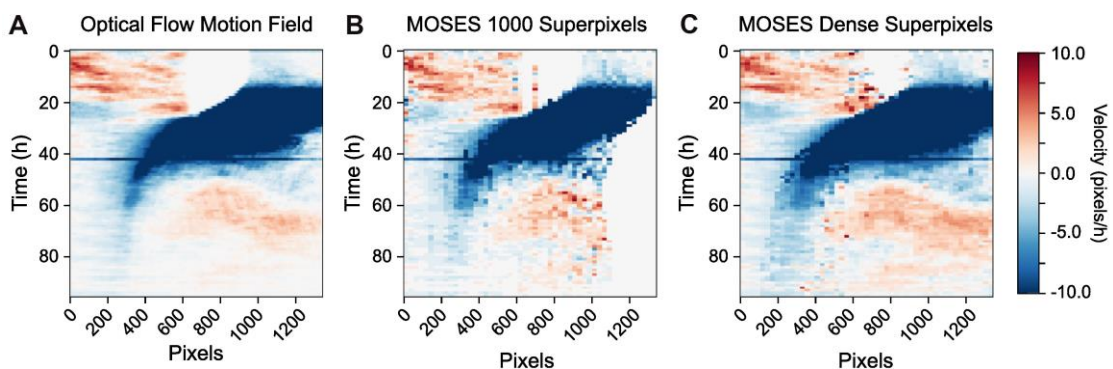 A Optical Flow Motion Field
B MOSES 1000 Superpixels
C MOSES Dense Superpixels
0
20
40
60
80
Time (h)
0 200 400 600 800 1000 1200
Pixels
0
20
40
60
80
Time (h)
0 200 400 600 800 1000 1200
Pixels
0
20
40
60
80
Time (h)
0 200 400 600 800 1000 1200
Pixels
10.0
5.0
0.0
-5.0
-10.0
Velocity (pixels/h)